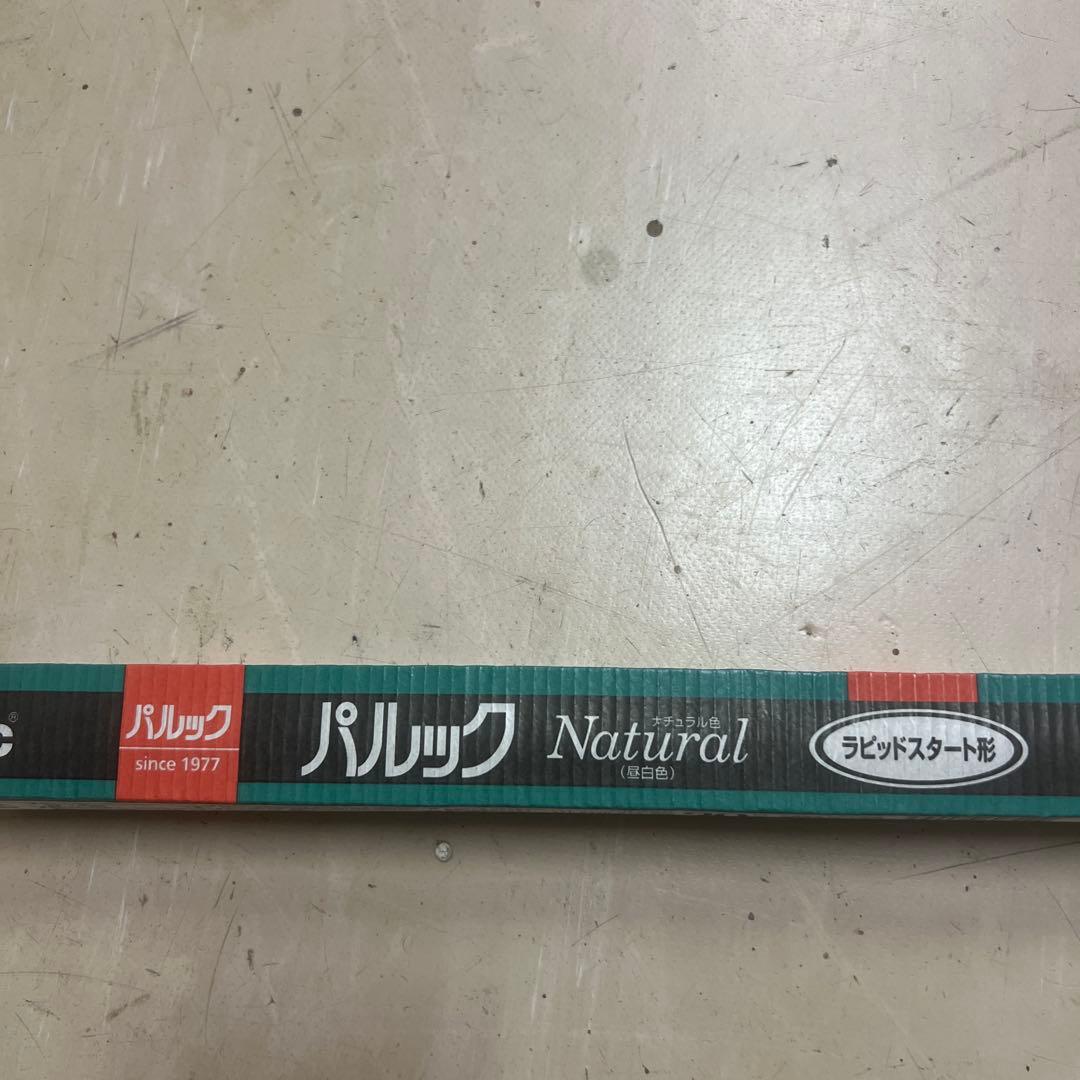 パルック
since 1977
パルック
ナチュラル色
Natural
(昼白色)
ラピッドスタート形